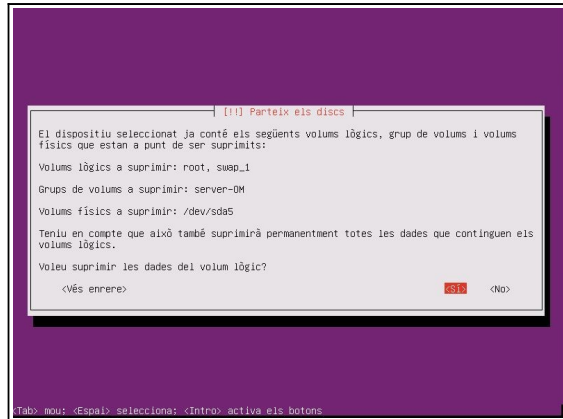 [!!] Parteix els discs
El dispositiu seleccionat ja conté els següents volums lògics, grup de volums i volums
físics que estan a punt de ser suprimits:
Volums lògics a suprimir: root, swap_1
Grups de volums a suprimir: server-OM
Volums físics a suprimir: /dev/sda5
Teniu en compte que això també suprimirà permanentment totes les dades que continguen els
volums lògics.
Voleu suprimir les dades del volum lògic?
<Vés enrere> <Sí> <No>
<Tab> mou; <Espai> selecciona; <Intro> activa els botons